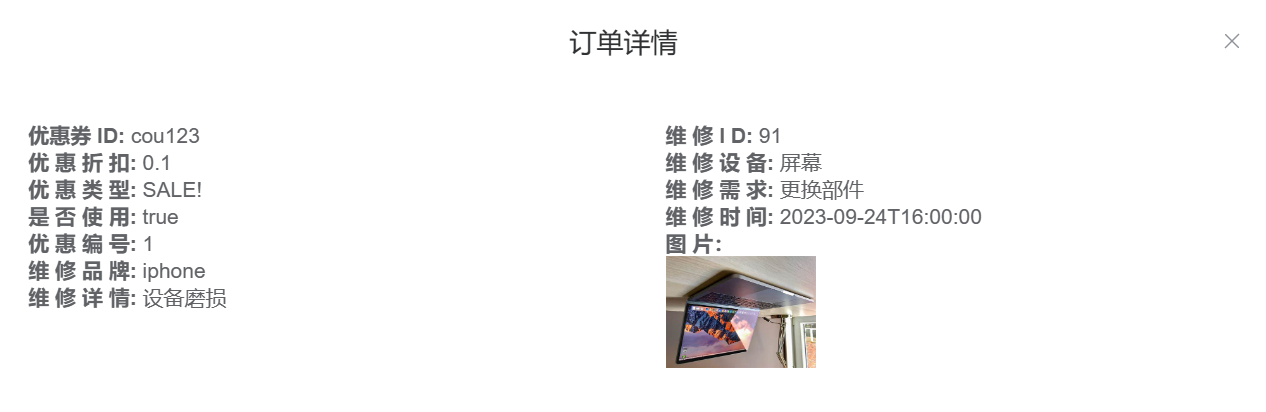 订单详情
优惠券 ID: cou123
优 惠 折 扣: 0.1
优 惠 类 型: SALE!
是 否 使 用: true
优 惠 编 号: 1
维 修 品 牌: iphone
维 修 详 情: 设备磨损
维 修 I D: 91
维 修 设 备: 屏幕
维 修 需 求: 更换部件
维 修 时 间: 2023-09-24T16:00:00
图 片: